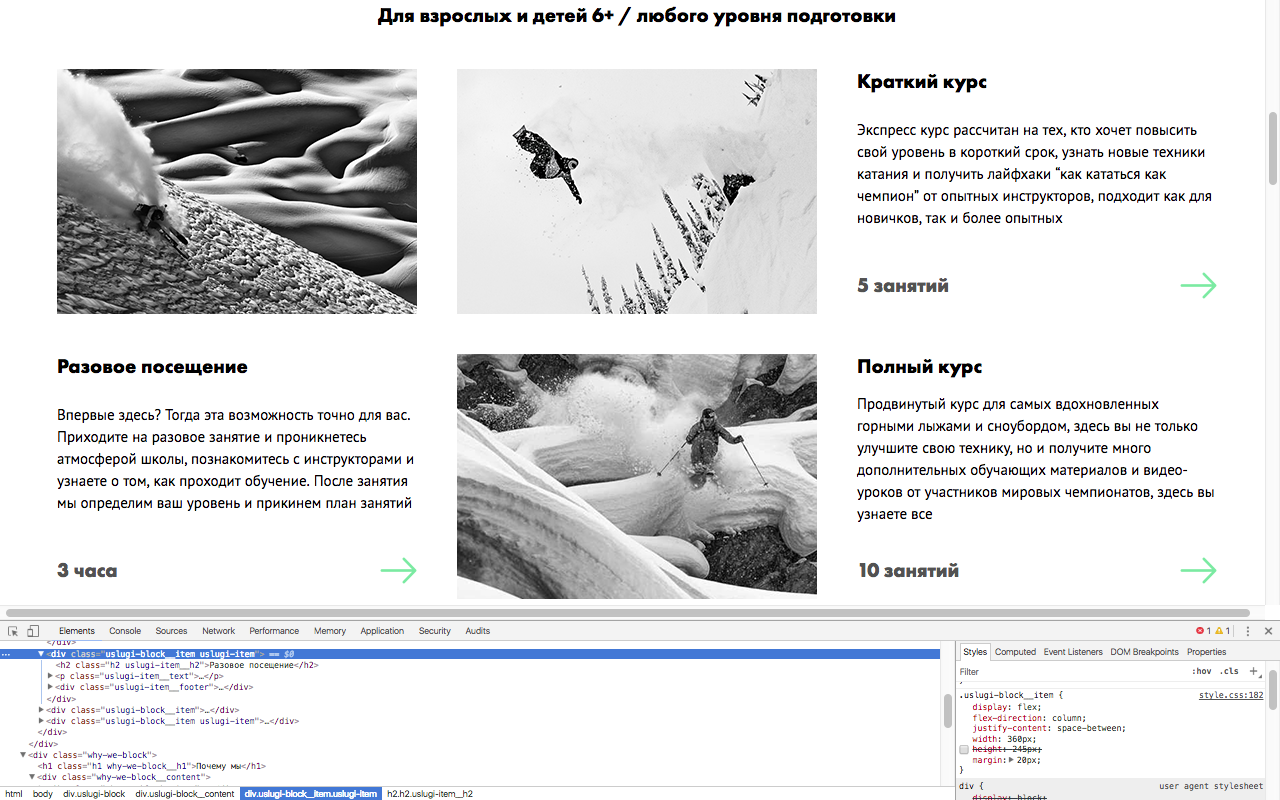 Для взрослых и детей 6+ / любого уровня подготовки
Краткий курс
Экспресс курс рассчитан на тех, кто хочет повысить
свой уровень в короткий срок, узнать новые техники
катания и получить лайфхаки “как кататься как
чемпион” от опытных инструкторов, подходит как для
новичков, так и более опытных
5 занятий
Разовое посещение
Впервые здесь? Тогда эта возможность точно для вас.
Приходите на разовое занятие и проникнетесь
атмосферой школы, познакомитесь с инструкторами и
узнаете о том, как проходит обучение. После занятия
мы определим ваш уровень и прикинем план занятий
3 часа
Полный курс
Продвинутый курс для самых вдохновленных
горными лыжами и сноубордом, здесь вы не только
улучшите свою технику, но и получите много
дополнительных обучающих материалов и видео-
уроков от участников мировых чемпионатов, здесь вы
узнаете все
10 занятий
Elements Console Sources Network Performance Memory Application Security Audits 1 1
</div>
<div class="uslugi-block__item uslugi-item"> == $0
<h2 class="h2 uslugi-item__h2">Разовое посещение</h2>
<p class="uslugi-item__text">…</p>
<div class="uslugi-item__footer">…</div>
</div>
<div class="uslugi-block__item">…</div>
<div class="uslugi-block__item uslugi-item">…</div>
</div>
</div>
<div class="why-we-block">
<h1 class="h1 why-we-block__h1">Почему мы</h1>
<div class="why-we-block__content">
html body div.uslugi-block div.uslugi-block__content div.uslugi-block__item.uslugi-item h2.h2.uslugi-item__h2
Styles Computed Event Listeners DOM Breakpoints Properties
Filter :hov .cls +
}
.uslugi-block__item { style.css:182
display: flex;
flex-direction: column;
justify-content: space-between;
width: 360px;
height: 245px;
margin: 20px;
}
div { user agent stylesheet
display: block;